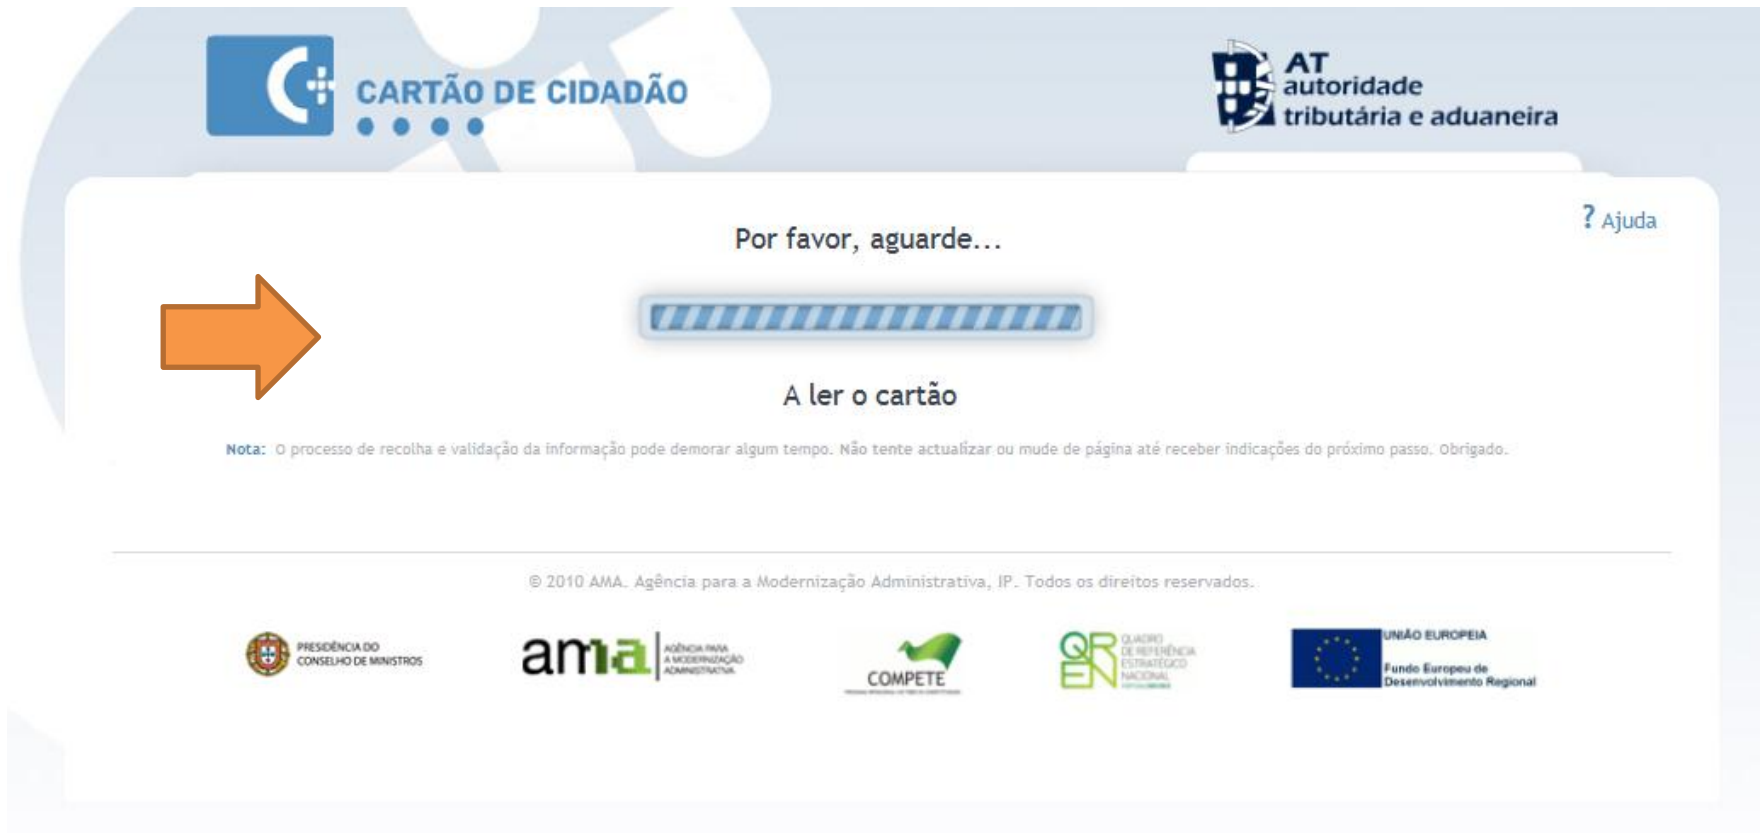 CARTÃO DE CIDADÃO
AT
autoridade
tributária e aduaneira
? Ajuda
Por favor, aguarde...
A ler o cartão
Nota: O processo de recolha e validação da informação pode demorar algum tempo. Não tente actualizar ou mude de página até receber indicações do próximo passo. Obrigado.
© 2010 AMA. Agência para a Modernização Administrativa, IP. Todos os direitos reservados.
PRESIDÊNCIA DO
CONSELHO DE MINISTROS
ama
AGÊNCIA PARA
A MODERNIZAÇÃO
ADMINISTRATIVA
COMPETE
QREN
QUADRO
DE REFERÊNCIA
ESTRATÉGICO
NACIONAL
UNIÃO EUROPEIA
Fundo Europeu de
Desenvolvimento Regional